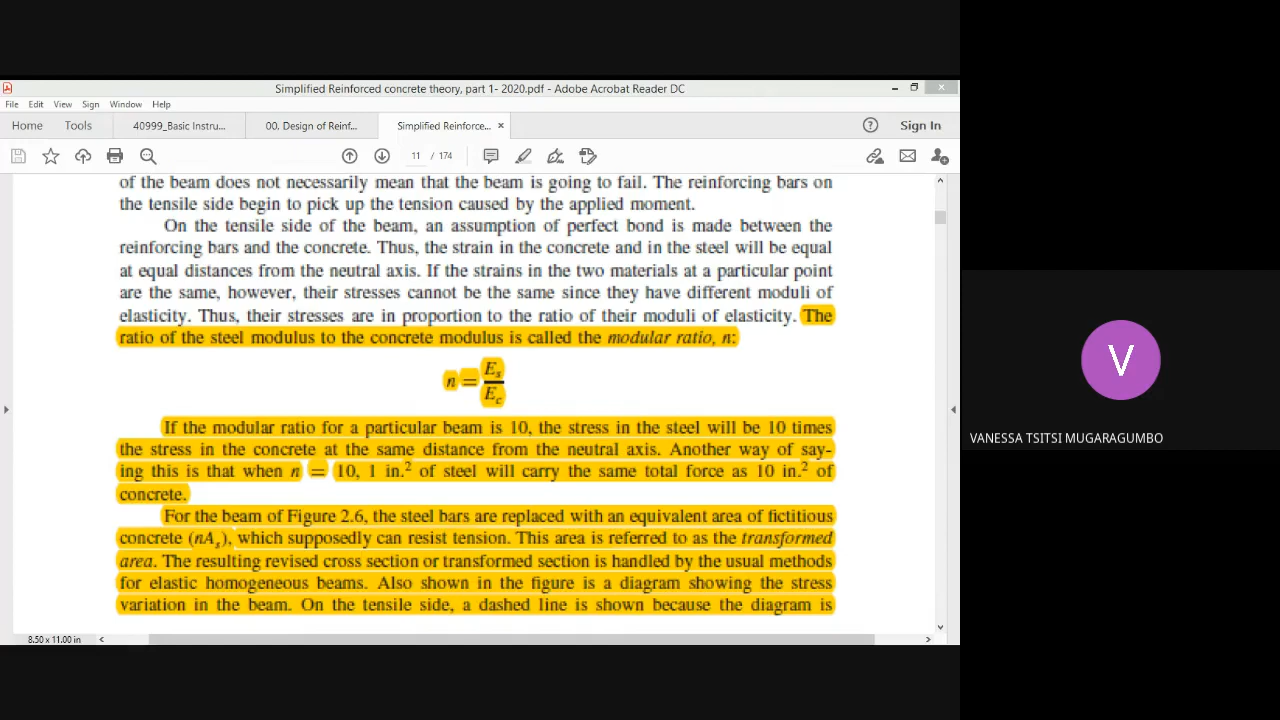 Simplified Reinforced concrete theory, part 1- 2020.pdf - Adobe Acrobat Reader DC
File Edit View Sign Window Help
Home Tools 40999_Basic Instru... 00. Design of Reinf... Simplified Reinforce... × Sign In
11 / 174
of the beam does not necessarily mean that the beam is going to fail. The reinforcing bars on
the tensile side begin to pick up the tension caused by the applied moment.
On the tensile side of the beam, an assumption of perfect bond is made between the
reinforcing bars and the concrete. Thus, the strain in the concrete and in the steel will be equal
at equal distances from the neutral axis. If the strains in the two materials at a particular point
are the same, however, their stresses cannot be the same since they have different moduli of
elasticity. Thus, their stresses are in proportion to the ratio of their moduli of elasticity. The
ratio of the steel modulus to the concrete modulus is called the modular ratio, n:
n = Es/Ec
If the modular ratio for a particular beam is 10, the stress in the steel will be 10 times
the stress in the concrete at the same distance from the neutral axis. Another way of say-
ing this is that when n = 10, 1 in.² of steel will carry the same total force as 10 in.² of
concrete.
For the beam of Figure 2.6, the steel bars are replaced with an equivalent area of fictitious
concrete (nAs), which supposedly can resist tension. This area is referred to as the transformed
area. The resulting revised cross section or transformed section is handled by the usual methods
for elastic homogeneous beams. Also shown in the figure is a diagram showing the stress
variation in the beam. On the tensile side, a dashed line is shown because the diagram is
8.50 x 11.00 in
V
VANESSA TSITSI MUGARAGUMBO